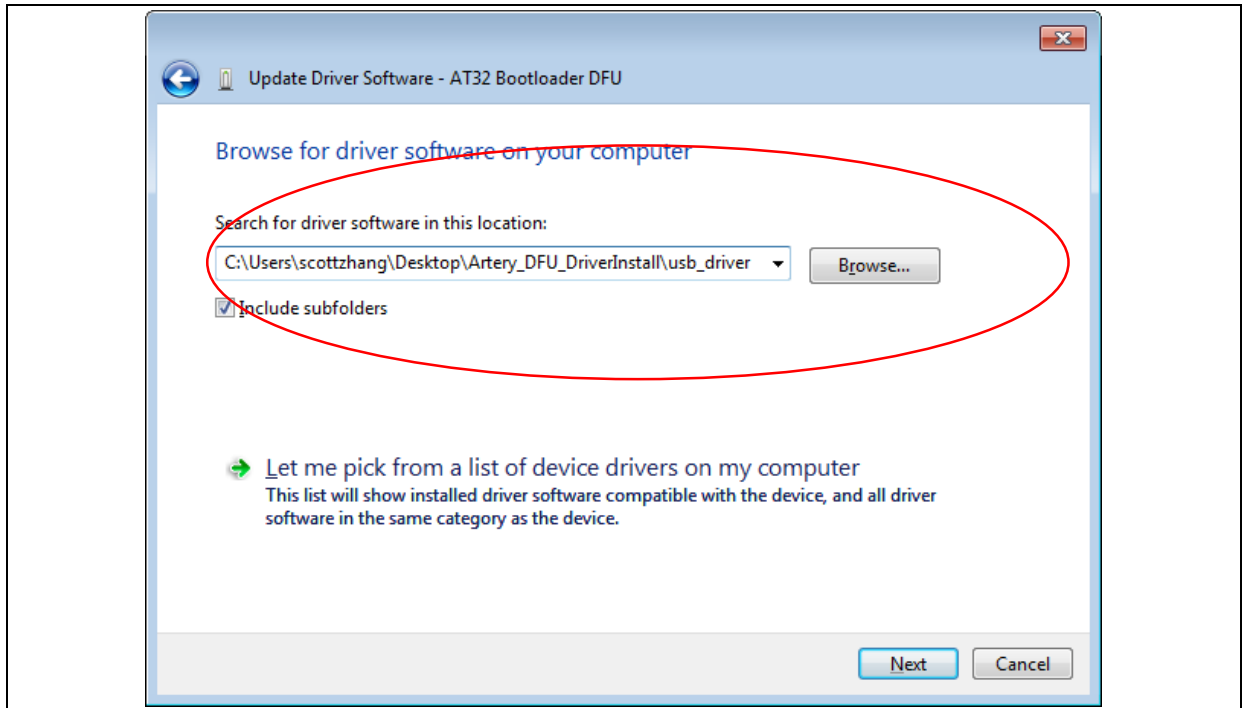 Update Driver Software - AT32 Bootloader DFU
Browse for driver software on your computer
Search for driver software in this location:
C:\Users\scottzhang\Desktop\Artery_DFU_DriverInstall\usb_driver
Browse...
Include subfolders
Let me pick from a list of device drivers on my computer
This list will show installed driver software compatible with the device, and all driver
software in the same category as the device.
Next
Cancel